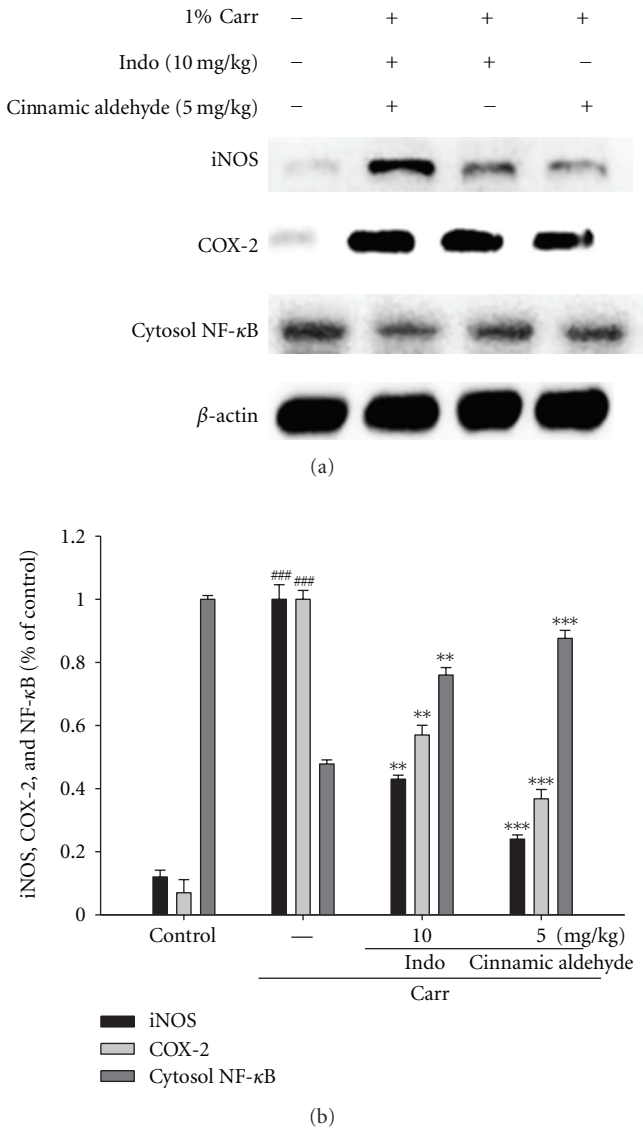 1% Carr − + + +
Indo (10 mg/kg) − + + −
Cinnamic aldehyde (5 mg/kg) − + − +
iNOS
COX-2
Cytosol NF-κB
β-actin
(a)
iNOS, COX-2, and NF-κB (% of control)
1.2
1
0.8
0.6
0.4
0.2
0
### ###
** ** **
*** *** ***
Control — 10 5 (mg/kg)
Indo Cinnamic aldehyde
Carr
iNOS
COX-2
Cytosol NF-κB
(b)